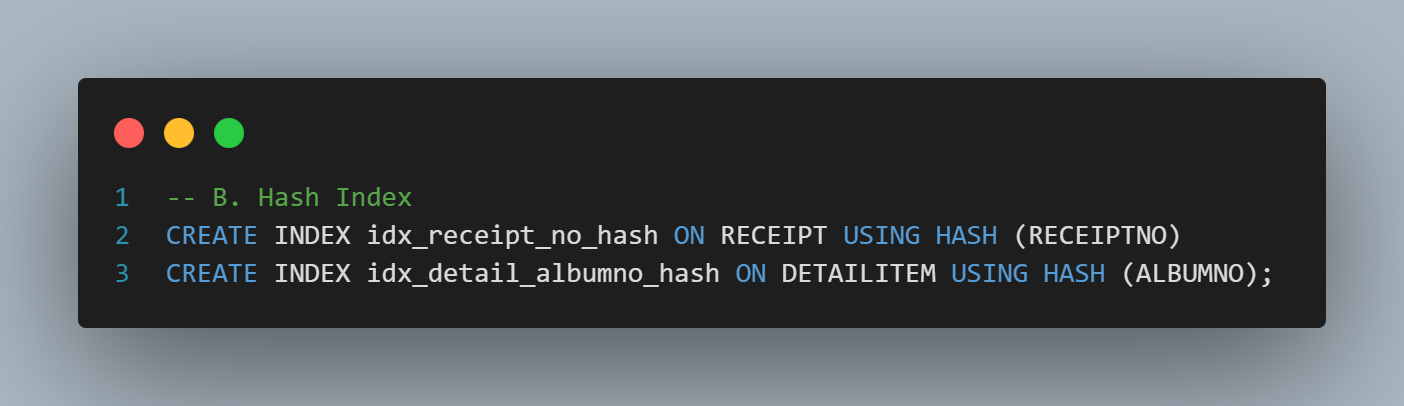 1 -- B. Hash Index
2 CREATE INDEX idx_receipt_no_hash ON RECEIPT USING HASH (RECEIPTNO)
3 CREATE INDEX idx_detail_albumno_hash ON DETAILITEM USING HASH (ALBUMNO);